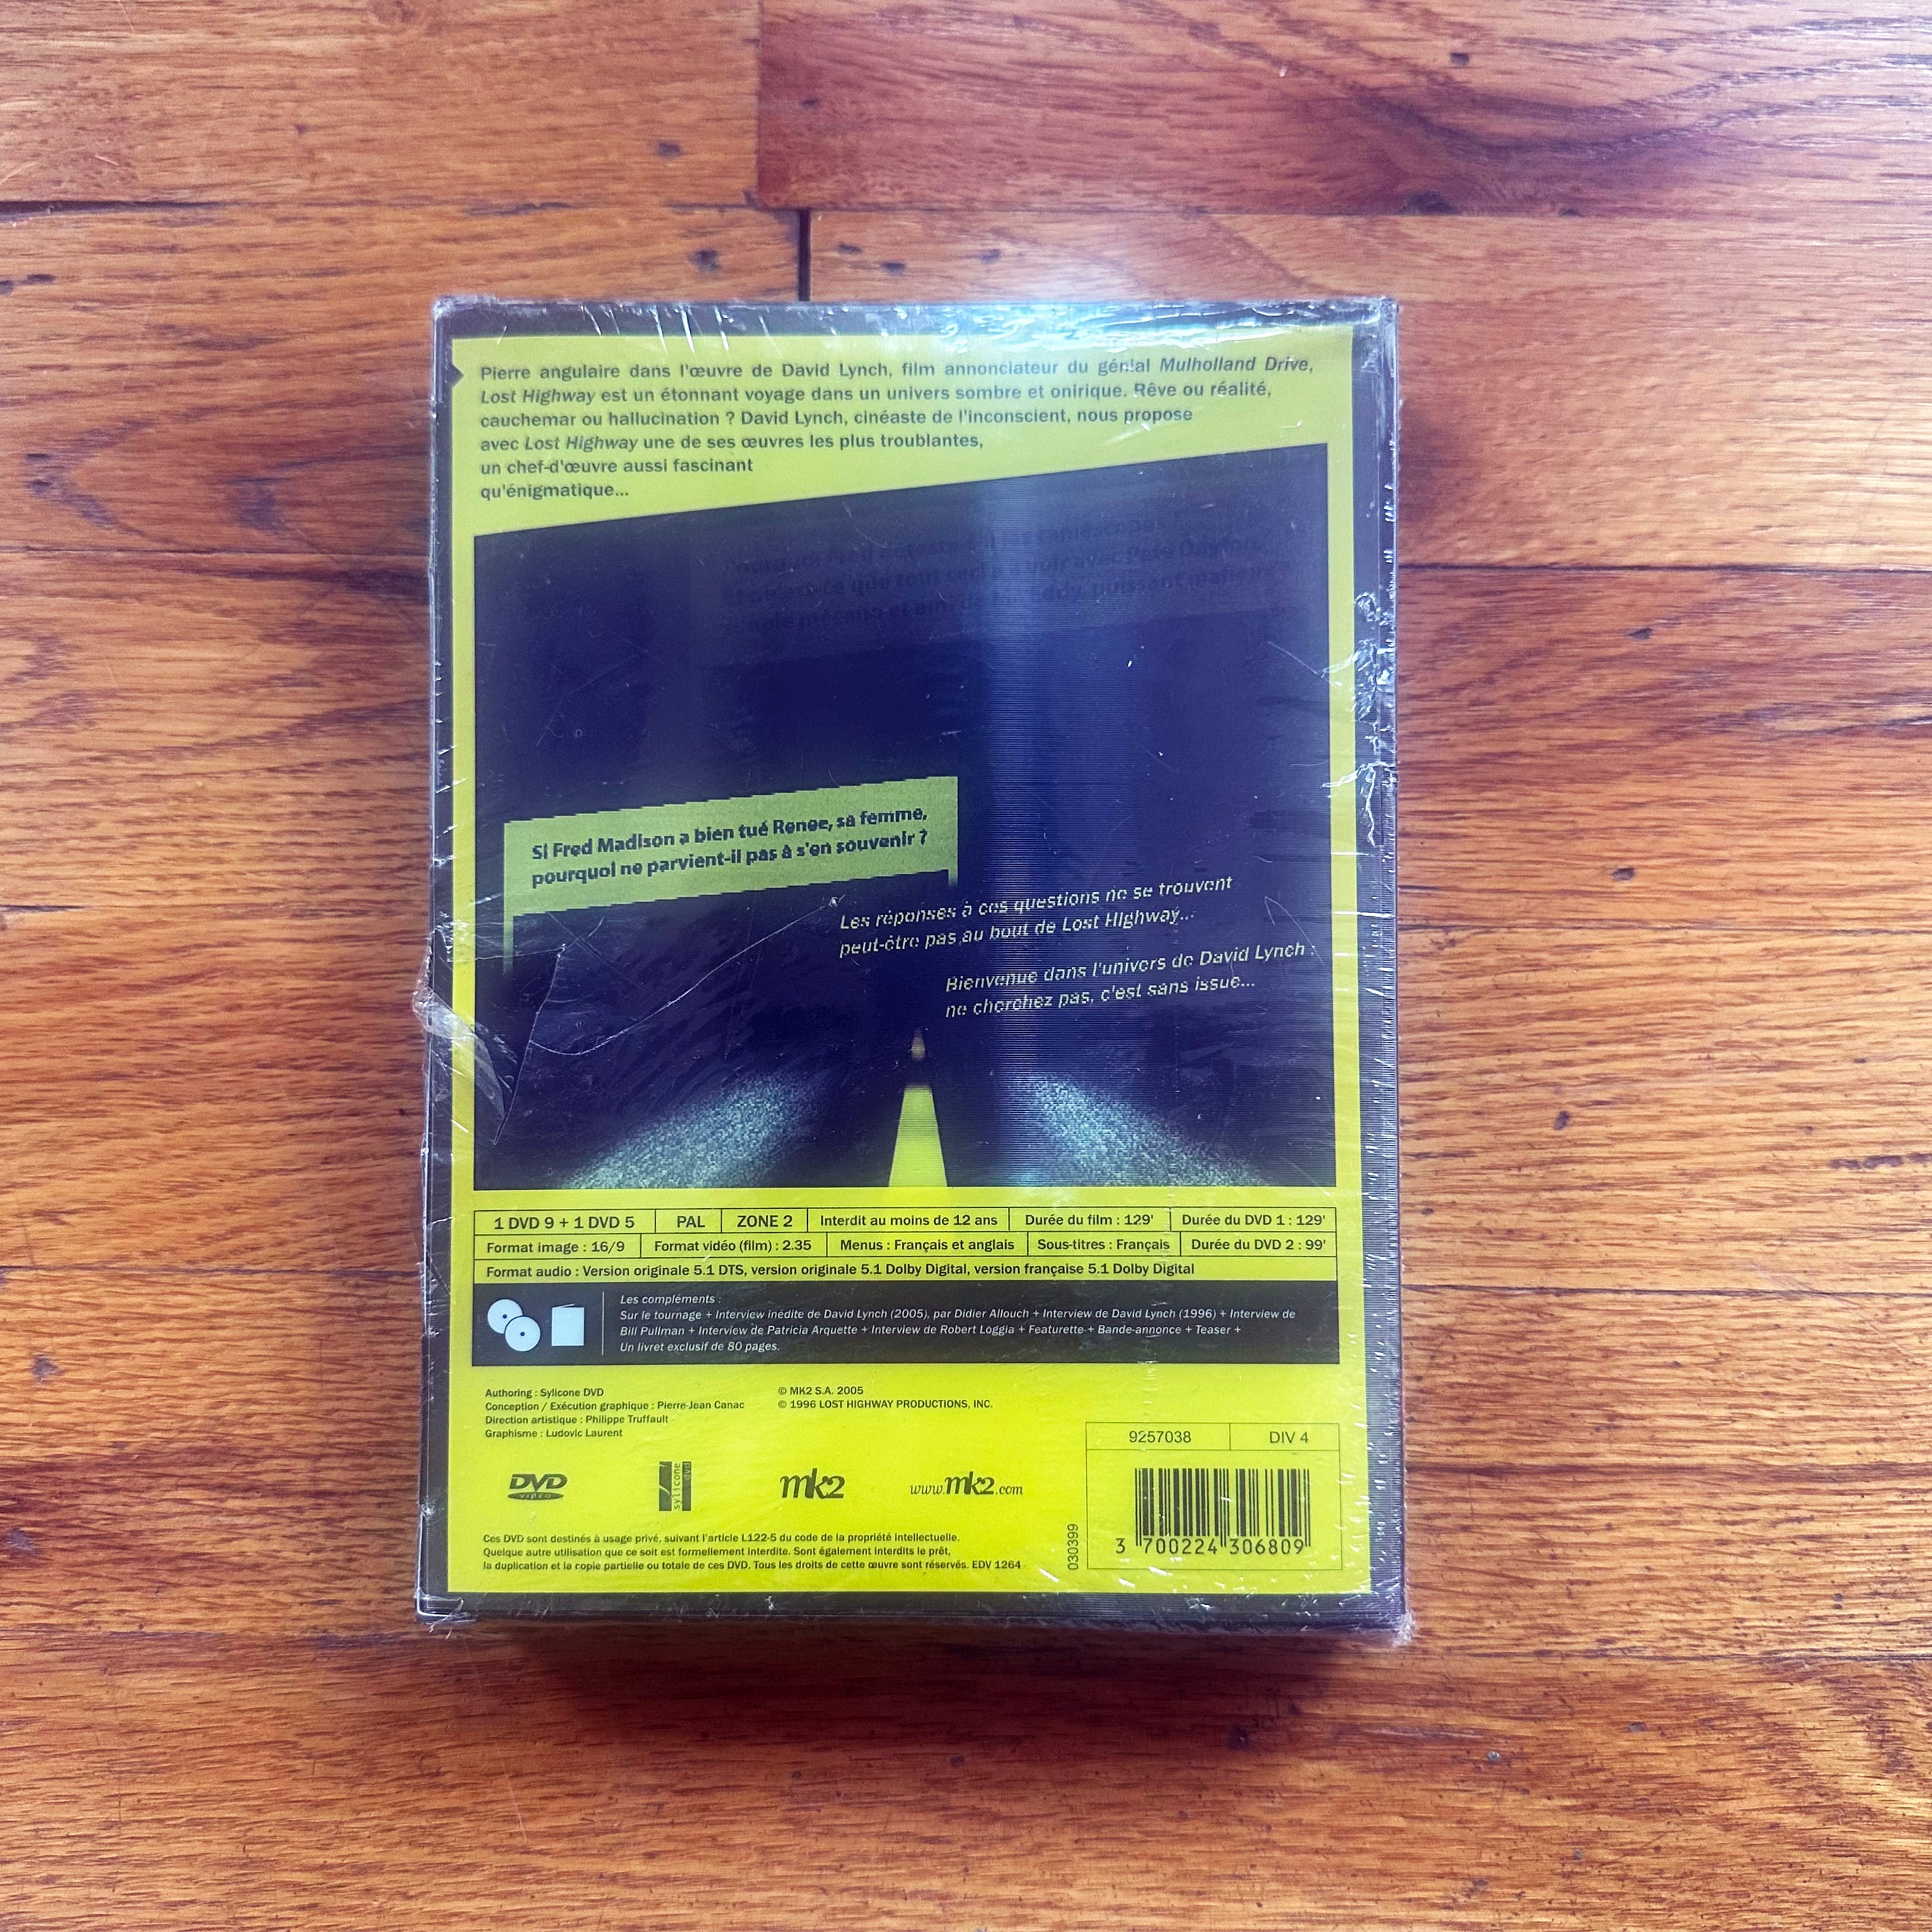 Pierre angulaire dans l'œuvre de David Lynch, film annonciateur du génial Mulholland Drive,
Lost Highway est un étonnant voyage dans un univers sombre et onirique. Rêve ou réalité,
cauchemar ou hallucination ? David Lynch, cinéaste de l'inconscient, nous propose
avec Lost Highway une de ses œuvres les plus troublantes,
un chef-d'œuvre aussi fascinant
qu'énigmatique...
Fred
que tout ceci a à voir avec Pete Dayton,
mécano et ami de Eddy, puissant
Si Fred Madison a bien tué Renee, sa femme,
pourquoi ne parvient-il pas à s'en souvenir ?
Les réponses à ces questions ne se trouvent
peut-être pas au bout de Lost Highway...
Bienvenue dans l'univers de David Lynch :
ne cherchez pas, c'est sans issue...
1 DVD 9 + 1 DVD 5 PAL ZONE 2 Interdit au moins de 12 ans Durée du film : 129' Durée du DVD 1 : 129'
Format image : 16/9 Format vidéo (film) : 2.35 Menus : Français et anglais Sous-titres : Français Durée du DVD 2 : 99'
Format audio : Version originale 5.1 DTS, version originale 5.1 Dolby Digital, version française 5.1 Dolby Digital
Les compléments :
Sur le tournage + Interview inédite de David Lynch (2005), par Didier Allouch + Interview de David Lynch (1996) + Interview de
Bill Pullman + Interview de Patricia Arquette + Interview de Robert Loggia + Featurette + Bande-annonce + Teaser +
Un livret exclusif de 80 pages.
Authoring : Sylicone DVD
Conception / Exécution graphique : Pierre-Jean Canac
Direction artistique : Philippe Truffault
Graphisme : Ludovic Laurent
© MK2 S.A. 2005
© 1996 LOST HIGHWAY PRODUCTIONS, INC.
9257038 DIV 4
DVD
VIDEO
sylicone
dvd
mk2
www.mk2.com
030399
3 700224 306809
Ces DVD sont destinés à usage privé, suivant l'article L122-5 du code de la propriété intellectuelle.
Quelque autre utilisation que ce soit est formellement interdite. Sont également interdits le prêt,
la duplication et la copie partielle ou totale de ces DVD. Tous les droits de cette œuvre sont réservés. EDV 1264